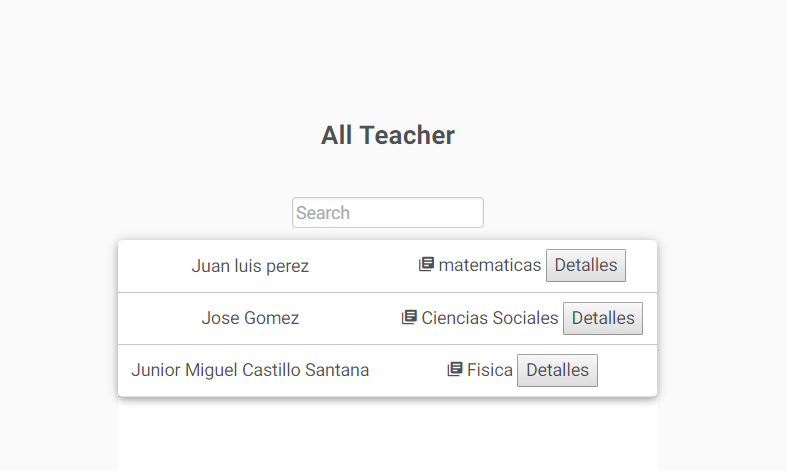 All Teacher
Search
Juan luis perez matematicas Detalles
Jose Gomez Ciencias Sociales Detalles
Junior Miguel Castillo Santana Fisica Detalles